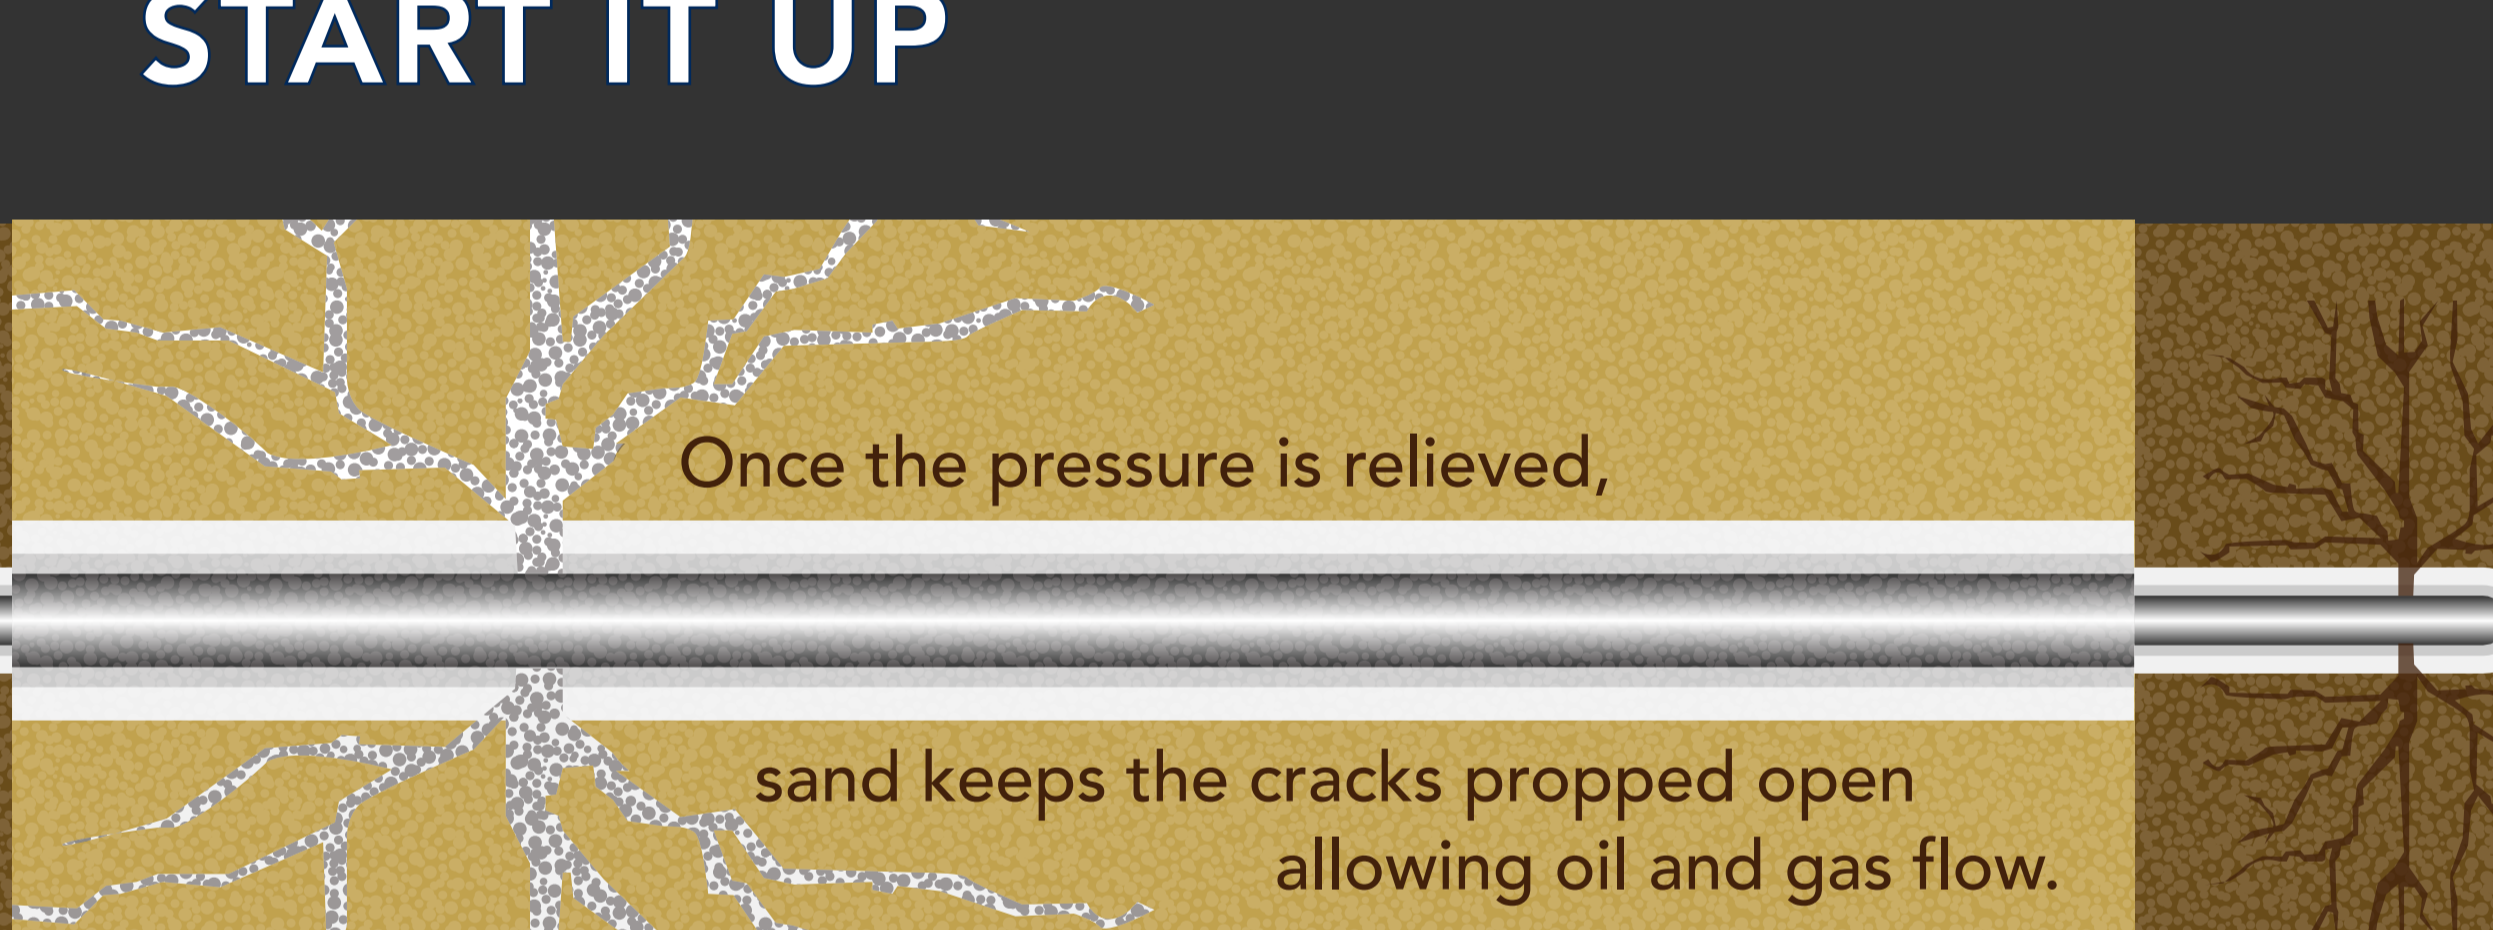 START IT UP
Once the pressure is relieved,
sand keeps the cracks propped open
allowing oil and gas flow.